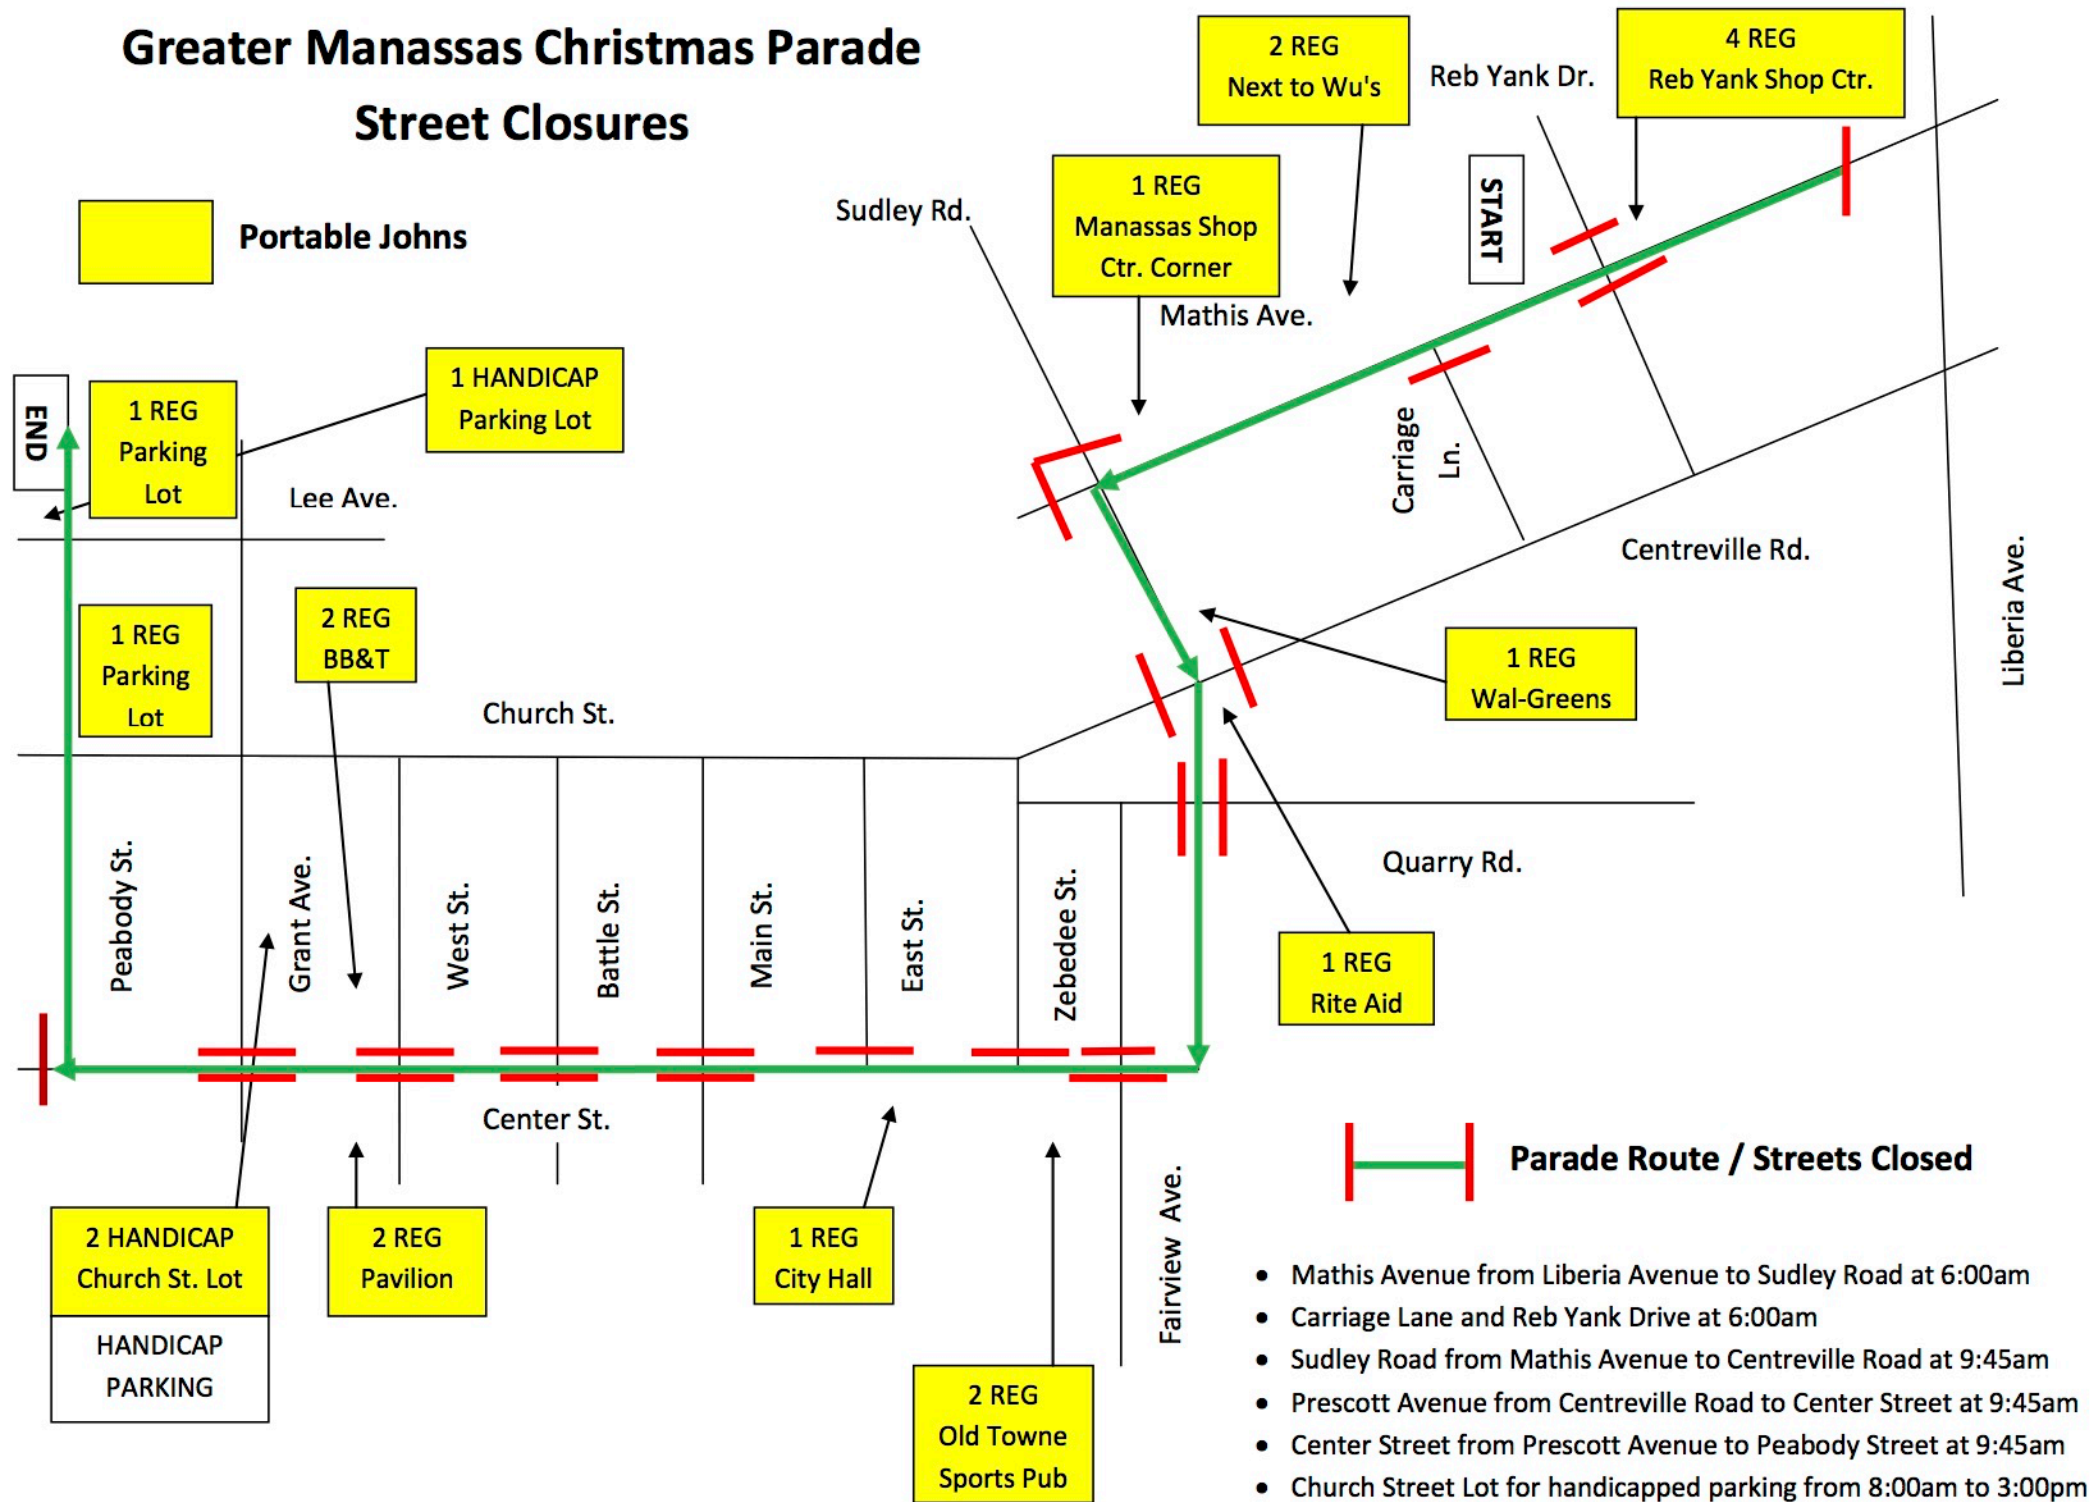 Greater Manassas Christmas Parade
Street Closures
Portable Johns
2 REG
Next to Wu's
Reb Yank Dr.
4 REG
Reb Yank Shop Ctr.
1 REG
Manassas Shop
Ctr. Corner
START
Sudley Rd.
Mathis Ave.
1 HANDICAP
Parking Lot
END
1 REG
Parking
Lot
Lee Ave.
Carriage
Ln.
Centreville Rd.
Liberia Ave.
2 REG
BB&T
1 REG
Parking
Lot
1 REG
Wal-Greens
Church St.
Quarry Rd.
Peabody St.
Grant Ave.
West St.
Battle St.
Main St.
East St.
Zebedee St.
1 REG
Rite Aid
Center St.
Parade Route / Streets Closed
Fairview Ave.
2 HANDICAP
Church St. Lot
HANDICAP
PARKING
2 REG
Pavilion
1 REG
City Hall
2 REG
Old Towne
Sports Pub
• Mathis Avenue from Liberia Avenue to Sudley Road at 6:00am
• Carriage Lane and Reb Yank Drive at 6:00am
• Sudley Road from Mathis Avenue to Centreville Road at 9:45am
• Prescott Avenue from Centreville Road to Center Street at 9:45am
• Center Street from Prescott Avenue to Peabody Street at 9:45am
• Church Street Lot for handicapped parking from 8:00am to 3:00pm